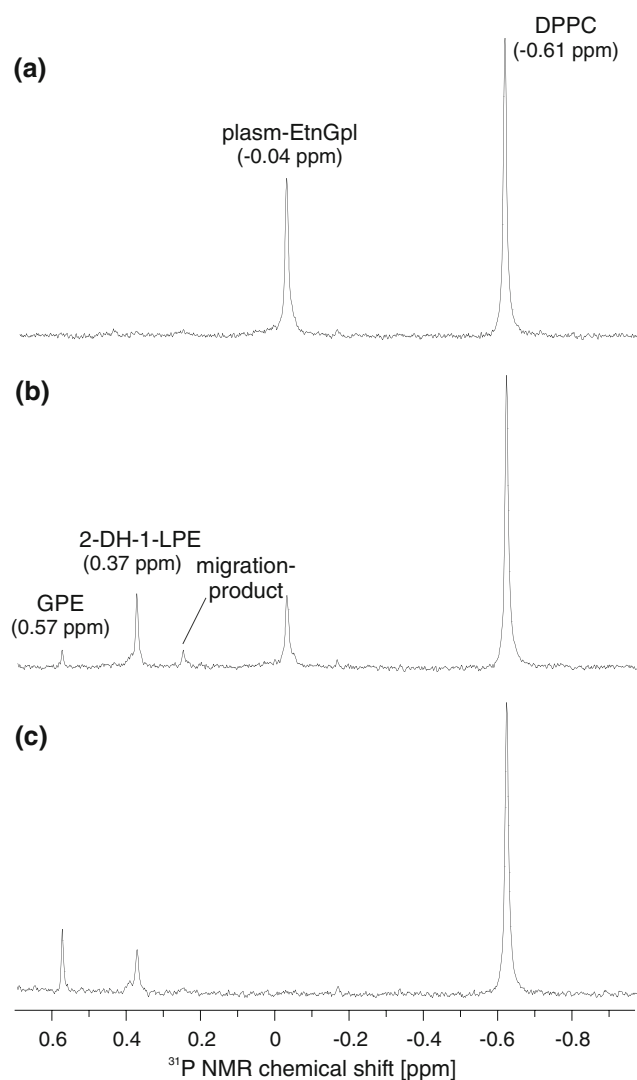 (a)
DPPC
(-0.61 ppm)
plasm-EtnGpl
(-0.04 ppm)
(b)
2-DH-1-LPE
(0.37 ppm)
migration-
product
GPE
(0.57 ppm)
(c)
0.6 0.4 0.2 0 -0.2 -0.4 -0.6 -0.8
³¹P NMR chemical shift [ppm]